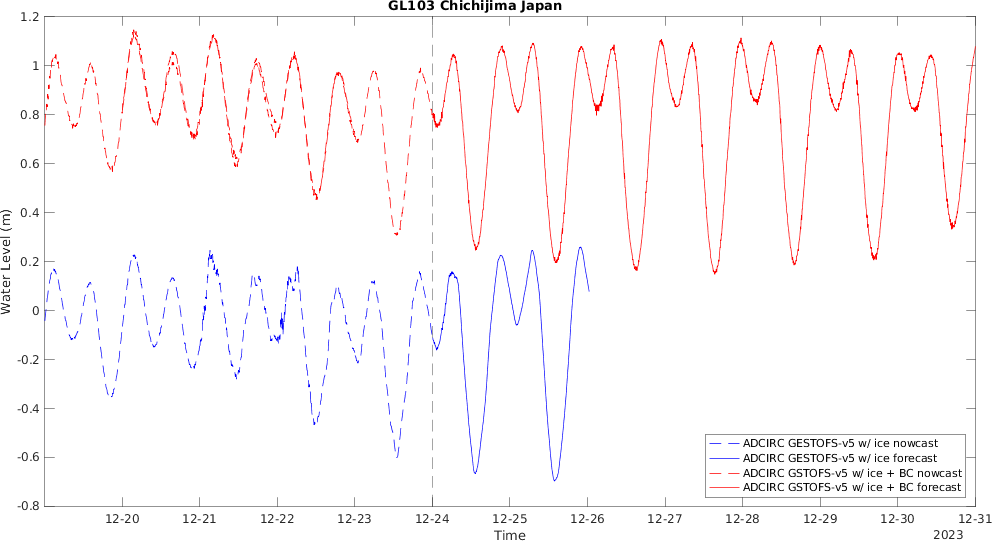 GL103 Chichijima Japan
1.2
1
0.8
0.6
0.4
0.2
0
-0.2
-0.4
-0.6
-0.8
Water Level (m)
ADCIRC GESTOFS-v5 w/ ice nowcast
ADCIRC GESTOFS-v5 w/ ice forecast
ADCIRC GSTOFS-v5 w/ ice + BC nowcast
ADCIRC GSTOFS-v5 w/ ice + BC forecast
12-20 12-21 12-22 12-23 12-24 12-25 12-26 12-27 12-28 12-29 12-30 12-31
Time
2023